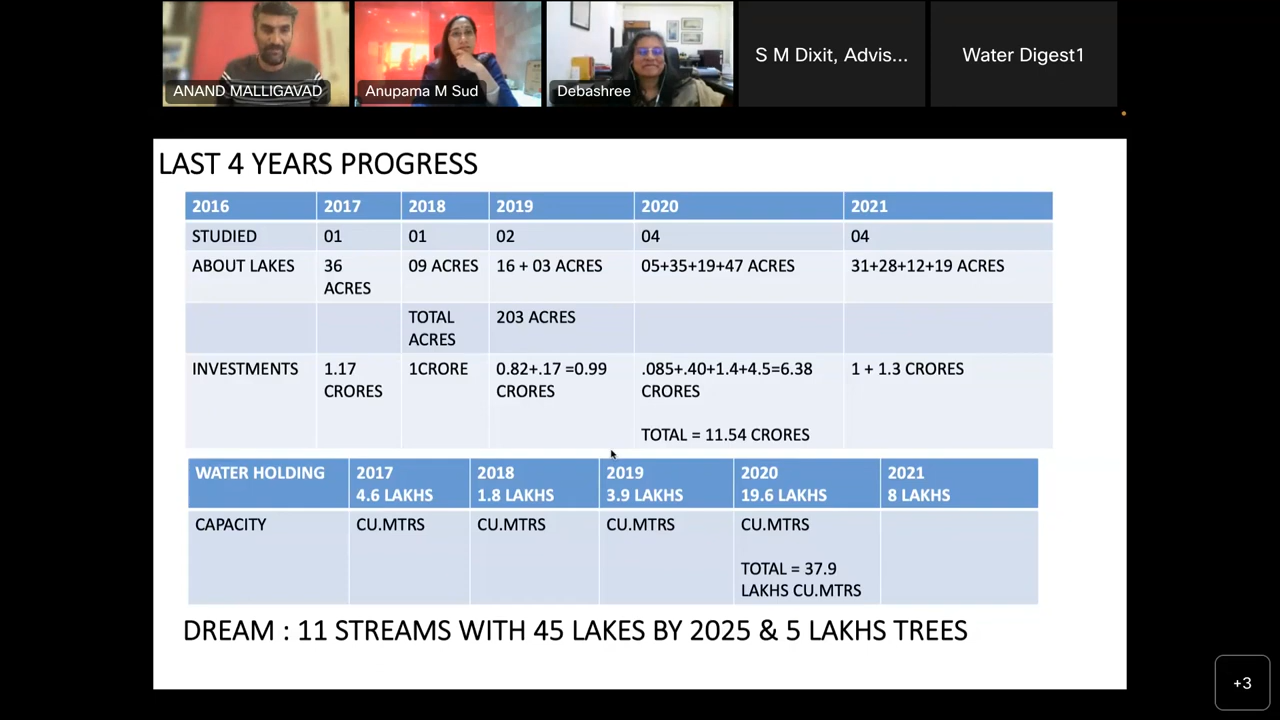 ANAND MALLIGAVAD
Anupama M Sud
Debashree
S M Dixit, Advis...
Water Digest1
LAST 4 YEARS PROGRESS
2016 2017 2018 2019 2020 2021
STUDIED 01 01 02 04 04
ABOUT LAKES 36 09 ACRES 16 + 03 ACRES 05+35+19+47 ACRES 31+28+12+19 ACRES
ACRES
TOTAL 203 ACRES
ACRES
INVESTMENTS 1.17 1CRORE 0.82+.17 =0.99 .085+.40+1.4+4.5=6.38 1 + 1.3 CRORES
CRORES CRORES CRORES
TOTAL = 11.54 CRORES
WATER HOLDING 2017 2018 2019 2020 2021
4.6 LAKHS 1.8 LAKHS 3.9 LAKHS 19.6 LAKHS 8 LAKHS
CAPACITY CU.MTRS CU.MTRS CU.MTRS CU.MTRS
TOTAL = 37.9
LAKHS CU.MTRS
DREAM : 11 STREAMS WITH 45 LAKES BY 2025 & 5 LAKHS TREES
+3